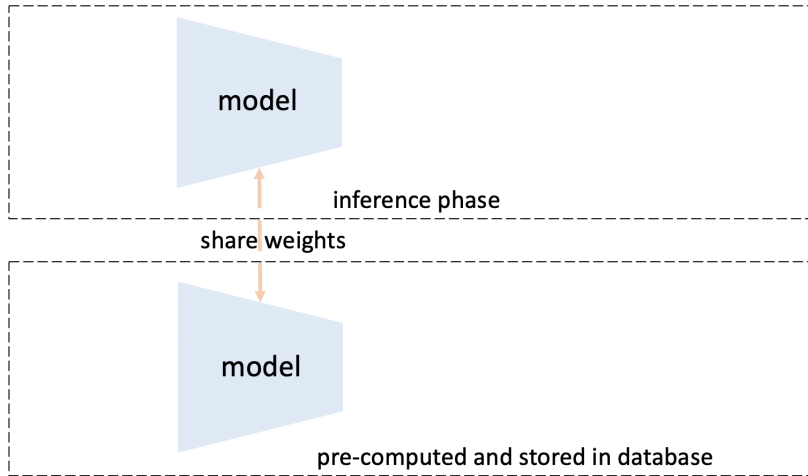 model
inference phase
share weights
model
pre-computed and stored in database